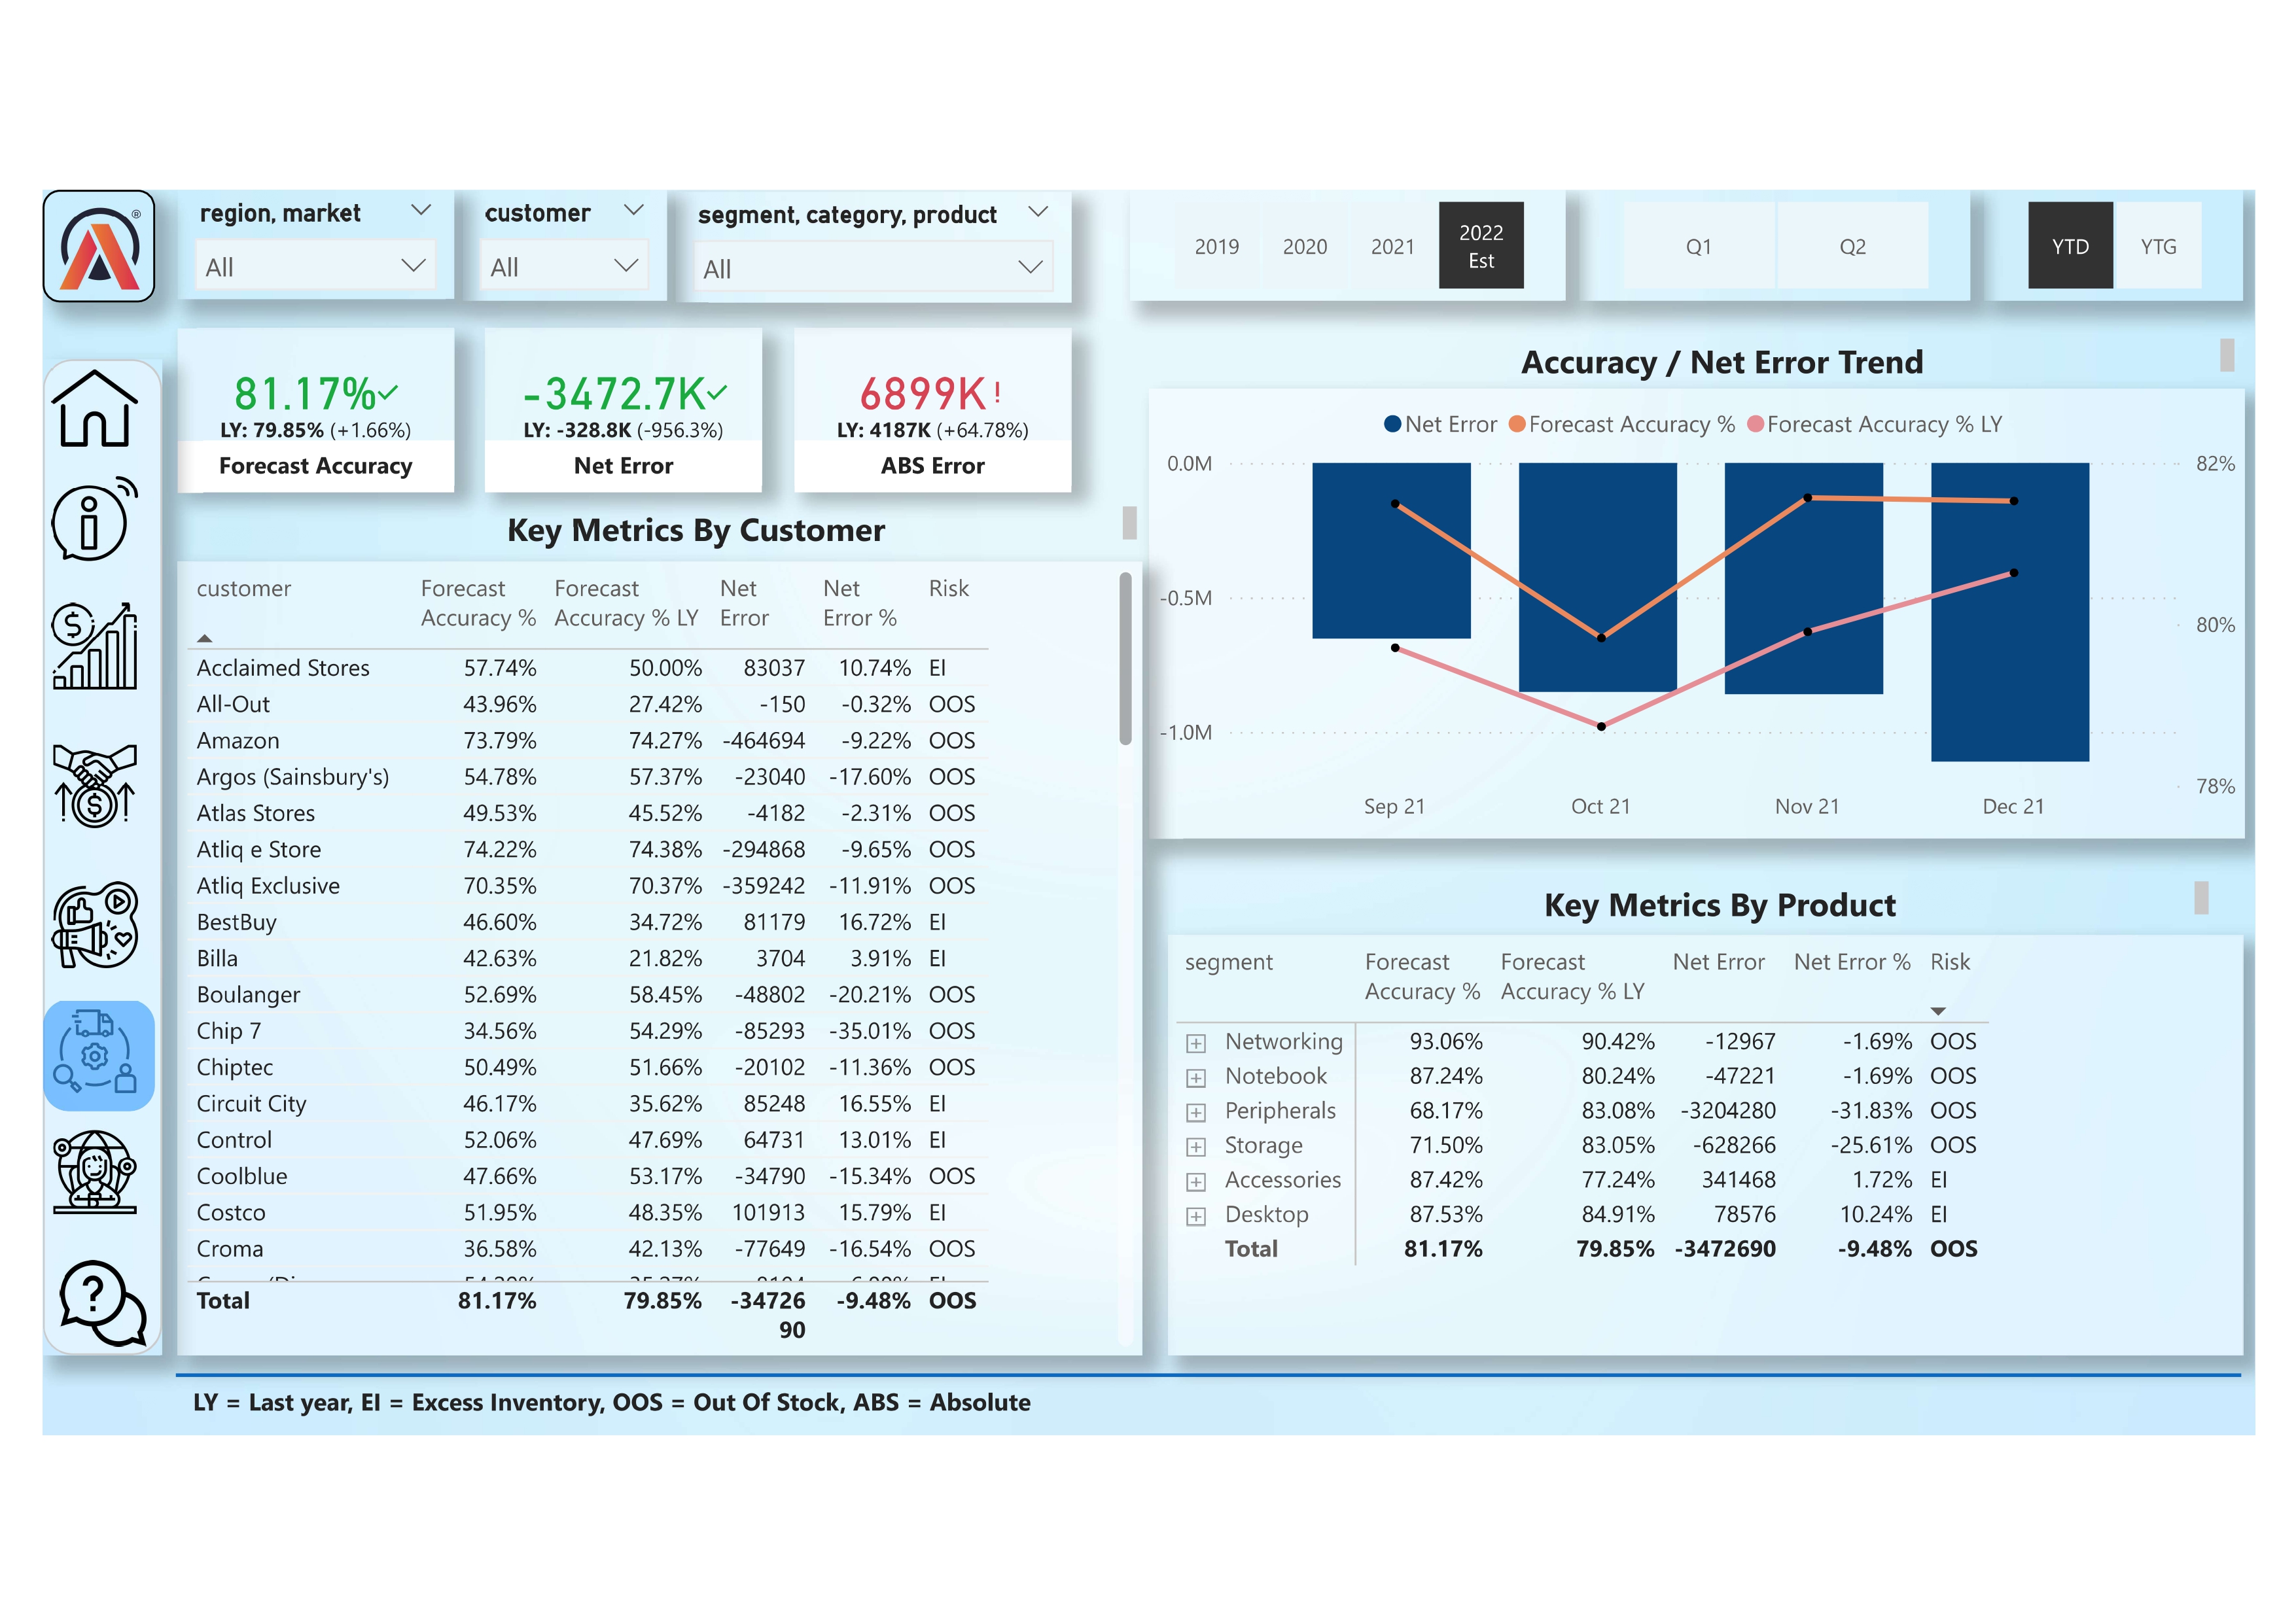 region, market
All
customer
All
segment, category, product
All
2019 2020 2021 2022 Est
Q1 Q2
YTD YTG
81.17%
LY: 79.85% (+1.66%)
Forecast Accuracy
-3472.7K
LY: -328.8K (-956.3%)
Net Error
6899K!
LY: 4187K (+64.78%)
ABS Error
Key Metrics By Customer
customer Forecast Accuracy % Forecast Accuracy % LY Net Error Net Error % Risk
Acclaimed Stores 57.74% 50.00% 83037 10.74% EI
All-Out 43.96% 27.42% -150 -0.32% OOS
Amazon 73.79% 74.27% -464694 -9.22% OOS
Argos (Sainsbury's) 54.78% 57.37% -23040 -17.60% OOS
Atlas Stores 49.53% 45.52% -4182 -2.31% OOS
Atliq e Store 74.22% 74.38% -294868 -9.65% OOS
Atliq Exclusive 70.35% 70.37% -359242 -11.91% OOS
BestBuy 46.60% 34.72% 81179 16.72% EI
Billa 42.63% 21.82% 3704 3.91% EI
Boulanger 52.69% 58.45% -48802 -20.21% OOS
Chip 7 34.56% 54.29% -85293 -35.01% OOS
Chiptec 50.49% 51.66% -20102 -11.36% OOS
Circuit City 46.17% 35.62% 85248 16.55% EI
Control 52.06% 47.69% 64731 13.01% EI
Coolblue 47.66% 53.17% -34790 -15.34% OOS
Costco 51.95% 48.35% 101913 15.79% EI
Croma 36.58% 42.13% -77649 -16.54% OOS
Total 81.17% 79.85% -34726 -9.48% OOS
90
Accuracy / Net Error Trend
Net Error Forecast Accuracy % Forecast Accuracy % LY
0.0M 82%
-0.5M
80%
-1.0M
78%
Sep 21 Oct 21 Nov 21 Dec 21
Key Metrics By Product
segment Forecast Accuracy % Forecast Accuracy % LY Net Error Net Error % Risk
Networking 93.06% 90.42% -12967 -1.69% OOS
Notebook 87.24% 80.24% -47221 -1.69% OOS
Peripherals 68.17% 83.08% -3204280 -31.83% OOS
Storage 71.50% 83.05% -628266 -25.61% OOS
Accessories 87.42% 77.24% 341468 1.72% EI
Desktop 87.53% 84.91% 78576 10.24% EI
Total 81.17% 79.85% -3472690 -9.48% OOS
LY = Last year, EI = Excess Inventory, OOS = Out Of Stock, ABS = Absolute